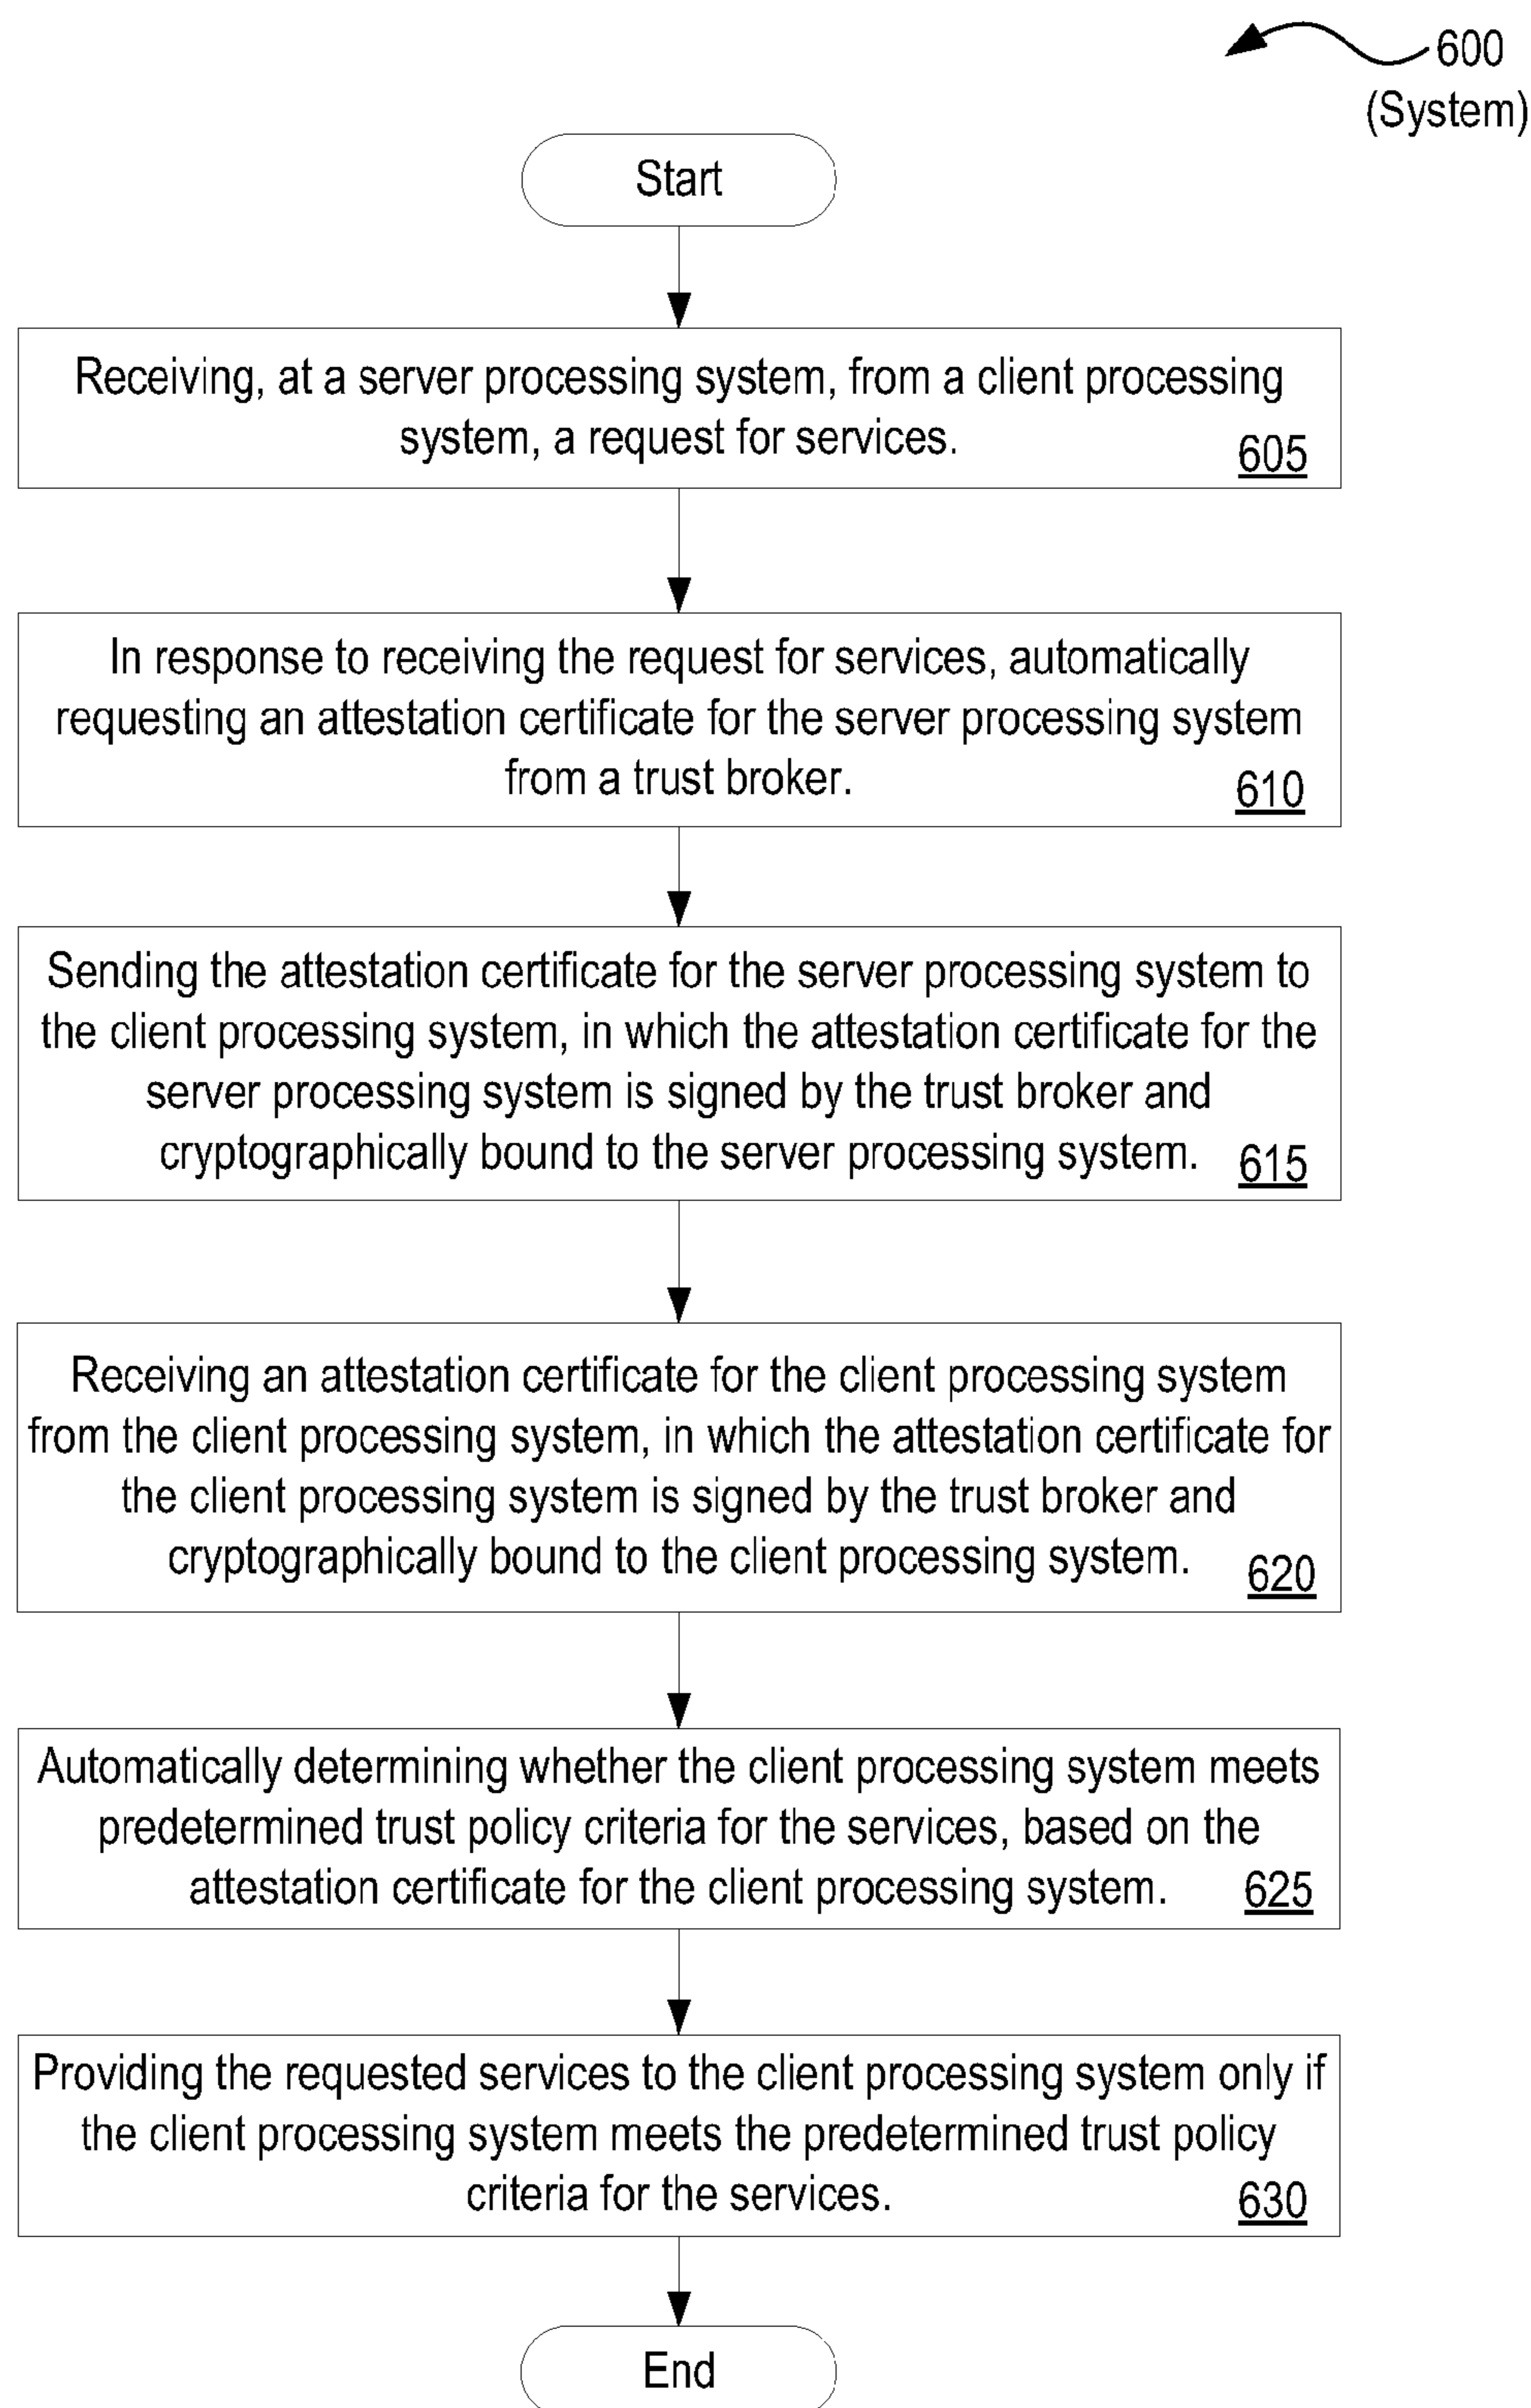 600
(System)
Start
Receiving, at a server processing system, from a client processing
system, a request for services.
605
In response to receiving the request for services, automatically
requesting an attestation certificate for the server processing system
from a trust broker.
610
Sending the attestation certificate for the server processing system to
the client processing system, in which the attestation certificate for the
server processing system is signed by the trust broker and
cryptographically bound to the server processing system.
615
Receiving an attestation certificate for the client processing system
from the client processing system, in which the attestation certificate for
the client processing system is signed by the trust broker and
cryptographically bound to the client processing system.
620
Automatically determining whether the client processing system meets
predetermined trust policy criteria for the services, based on the
attestation certificate for the client processing system.
625
Providing the requested services to the client processing system only if
the client processing system meets the predetermined trust policy
criteria for the services.
630
End